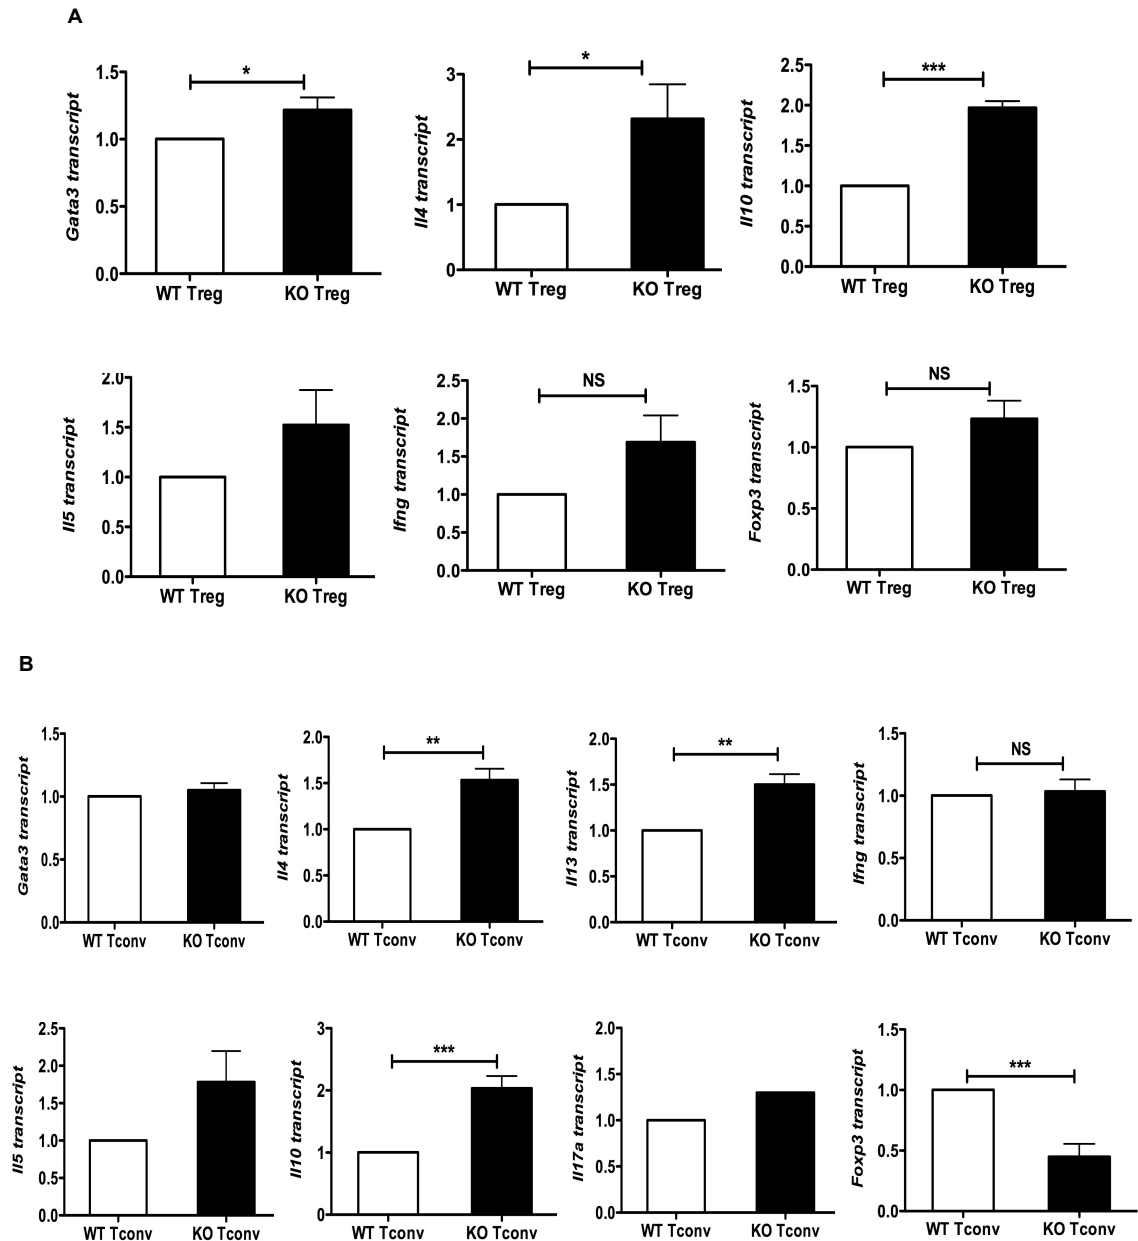 A
Gata3 transcript
1.5
1.0
0.5
0.0
*
WT Treg
KO Treg
Il4 transcript
3
2
1
0
*
WT Treg
KO Treg
Il10 transcript
2.5
2.0
1.5
1.0
0.5
0.0
***
WT Treg
KO Treg
Il5 transcript
2.0
1.5
1.0
0.5
0.0
WT Treg
KO Treg
Ifng transcript
2.5
2.0
1.5
1.0
0.5
0.0
NS
WT Treg
KO Treg
Foxp3 transcript
1.5
1.0
0.5
0.0
NS
WT Treg
KO Treg
B
Gata3 transcript
1.5
1.0
0.5
0.0
WT Tconv
KO Tconv
Il4 transcript
2.0
1.5
1.0
0.5
0.0
**
WT Tconv
KO Tconv
Il13 transcript
2.0
1.5
1.0
0.5
0.0
**
WT Tconv
KO Tconv
Ifng transcript
1.5
1.0
0.5
0.0
NS
WT Tconv
KO Tconv
Il5 transcript
2.5
2.0
1.5
1.0
0.5
0.0
WT Tconv
KO Tconv
Il10 transcript
3
2
1
0
***
WT Tconv
KO Tconv
Il17a transcript
2.0
1.5
1.0
0.5
0.0
WT Tconv
KO Tconv
Foxp3 transcript
1.5
1.0
0.5
0.0
***
WT Tconv
KO Tconv